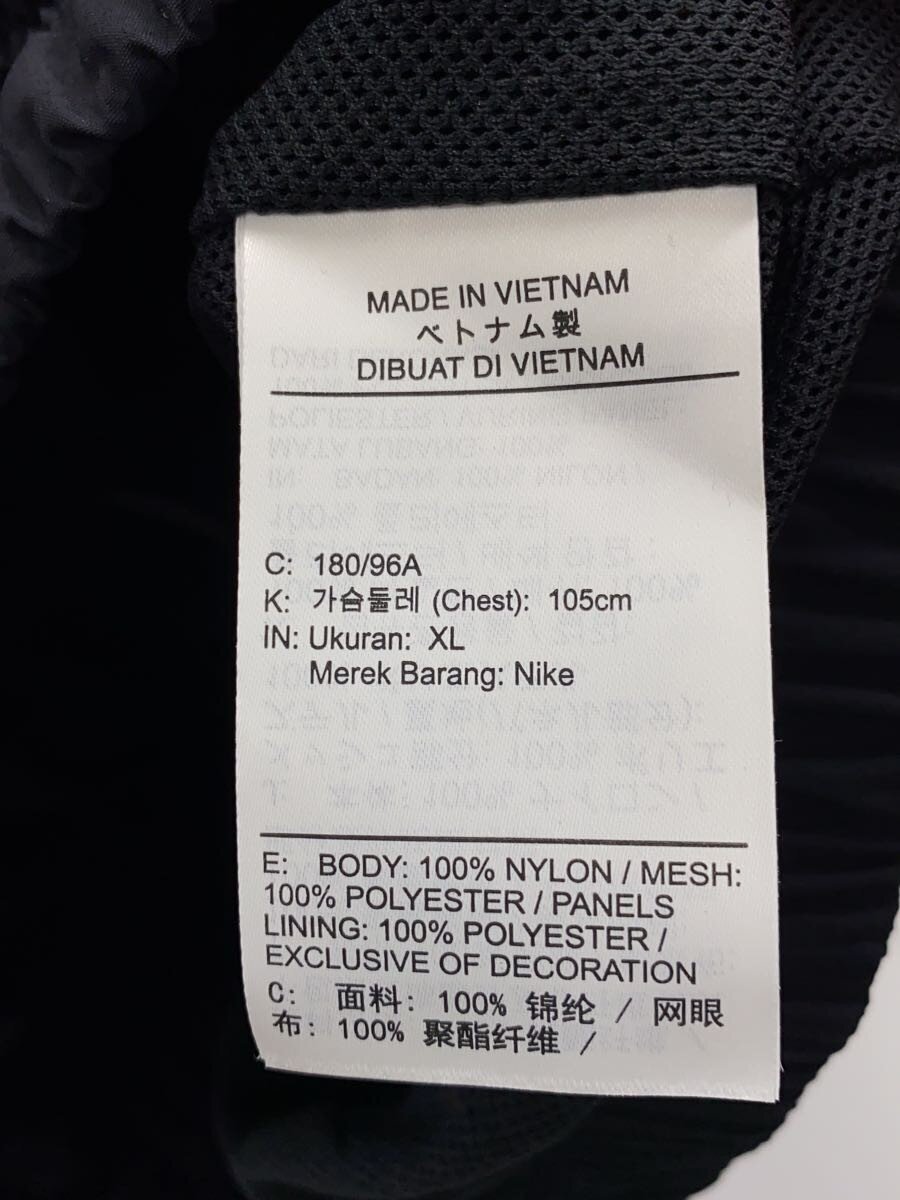 MADE IN VIETNAM
ベトナム製
DIBUAT DI VIETNAM
C: 180/96A
K: 가슴둘레 (Chest): 105cm
IN: Ukuran: XL
Merek Barang: Nike
E: BODY: 100% NYLON / MESH:
100% POLYESTER / PANELS
LINING: 100% POLYESTER /
EXCLUSIVE OF DECORATION
C: 面料: 100% 锦纶 / 网眼
布: 100% 聚酯纤维 /